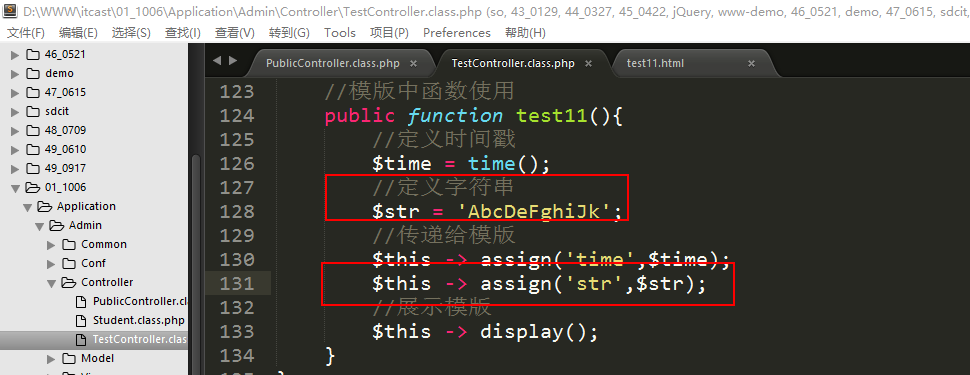 D:\WWW\itcast\01_1006\Application\Admin\Controller\TestController.class.php (so, 43_0129, 44_0327, 45_0422, jQuery, www-demo, 46_0521, demo, 47_0615, sdcit,
文件(F) 编辑(E) 选择(S) 查找(I) 查看(V) 转到(G) Tools 项目(P) Preferences 帮助(H)
46_0521
demo
47_0615
sdcit
48_0709
49_0610
49_0917
01_1006
Application
Admin
Common
Conf
Controller
PublicController.cl
Student.class.php
TestController.clas
Model
PublicController.class.php × TestController.class.php × test11.html ×
123 //模版中函数使用
124 public function test11(){
125 //定义时间戳
126 $time = time();
127 //定义字符串
128 $str = 'AbcDeFghiJk';
129 //传递给模版
130 $this -> assign('time',$time);
131 $this -> assign('str',$str);
132 //展示模版
133 $this -> display();
134 }